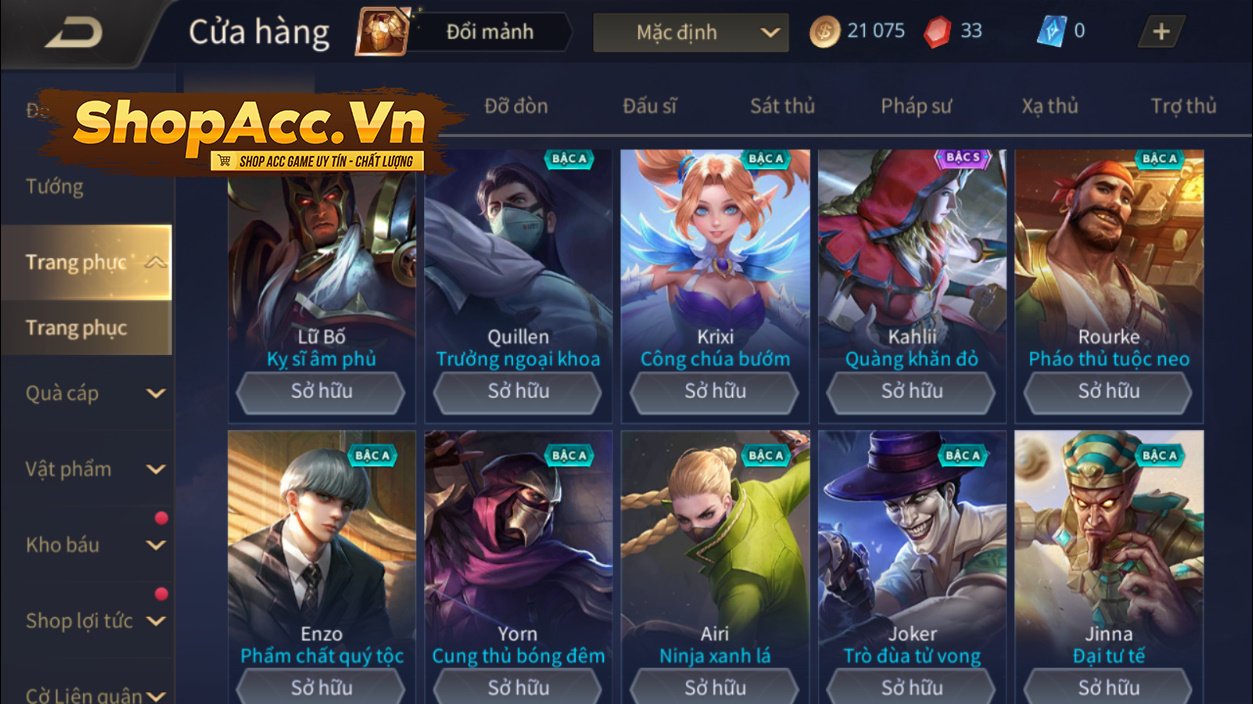 Cửa hàng
Đổi mảnh
Mặc định
21 075
33
0
ShopAcc.Vn
SHOP ACC GAME UY TÍN - CHẤT LƯỢNG
Đỡ đòn
Đấu sĩ
Sát thủ
Pháp sư
Xạ thủ
Trợ thủ
Tướng
Trang phục
Trang phục
Quà cáp
Vật phẩm
Kho báu
Shop lợi tức
Cờ Liên quân
Lữ Bố
Kỵ sĩ âm phủ
Sở hữu
BẬC A
Quillen
Trưởng ngoại khoa
Sở hữu
BẬC A
Krixi
Công chúa bướm
Sở hữu
BẬC S
Kahlii
Quàng khăn đỏ
Sở hữu
BẬC A
Rourke
Pháo thủ tuộc neo
Sở hữu
BẬC A
Enzo
Phẩm chất quý tộc
Sở hữu
BẬC A
Yorn
Cung thủ bóng đêm
Sở hữu
BẬC A
Airi
Ninja xanh lá
Sở hữu
BẬC A
Joker
Trò đùa tử vong
Sở hữu
BẬC A
Jinna
Đại tư tế
Sở hữu